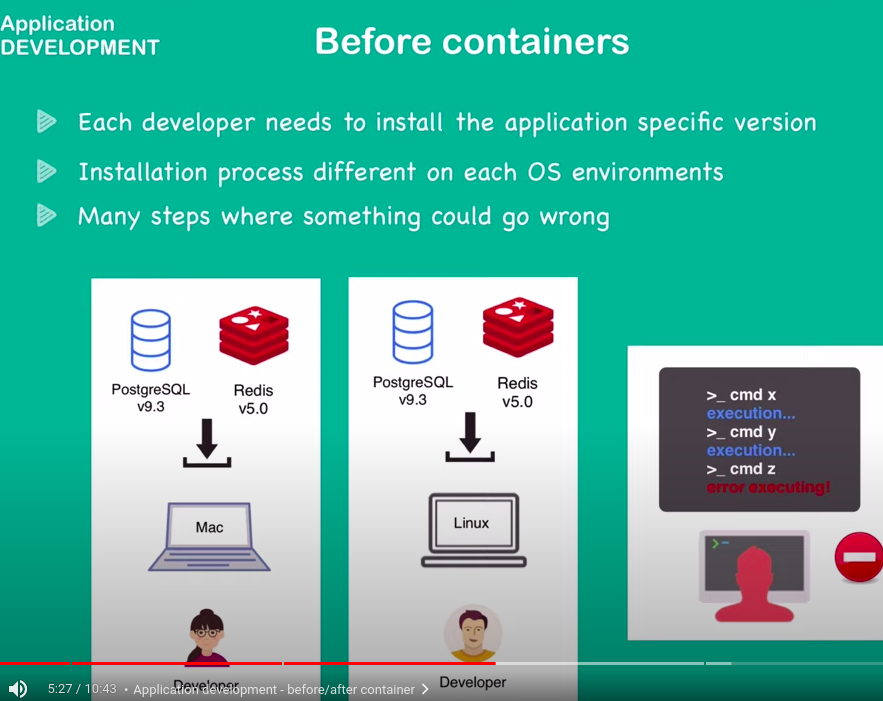 Application
DEVELOPMENT
Before containers
Each developer needs to install the application specific version
Installation process different on each OS environments
Many steps where something could go wrong
PostgreSQL
v9.3
Redis
v5.0
Mac
Developer
PostgreSQL
v9.3
Redis
v5.0
Linux
Developer
>_ cmd x
execution...
>_ cmd y
execution...
>_ cmd z
error executing!
5:27 / 10:43 • Application development - before/after container